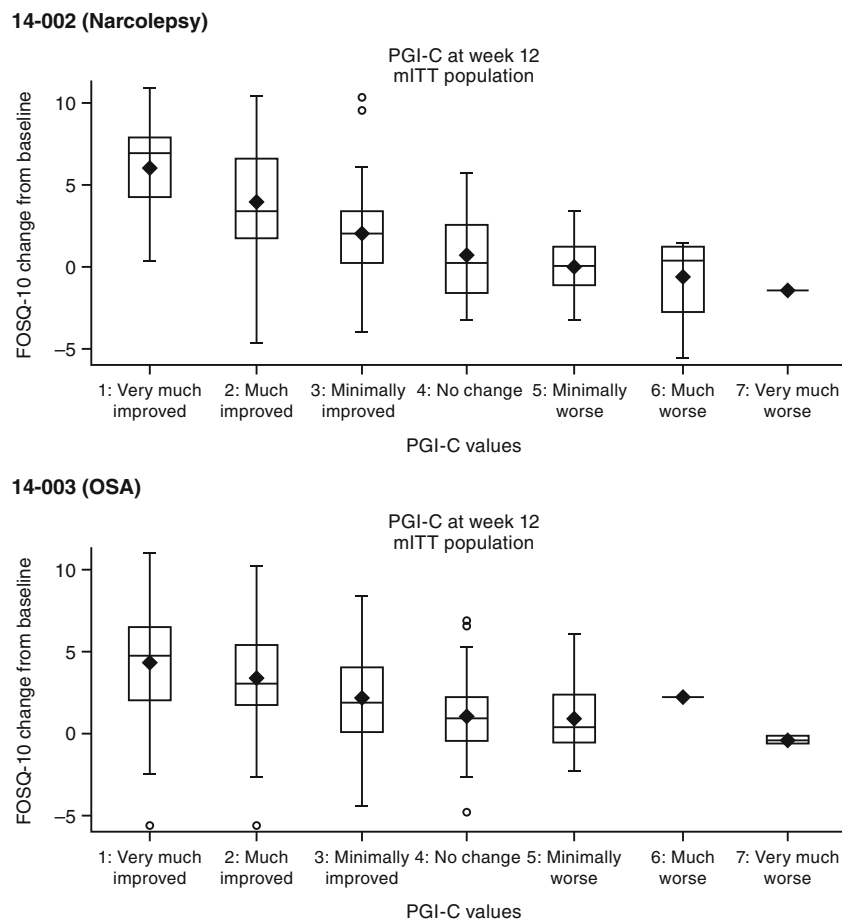 14-002 (Narcolepsy)
PGI-C at week 12
mITT population
FOSQ-10 change from baseline
10
5
0
–5
1: Very much improved
2: Much improved
3: Minimally improved
4: No change
5: Minimally worse
6: Much worse
7: Very much worse
PGI-C values
14-003 (OSA)
PGI-C at week 12
mITT population
FOSQ-10 change from baseline
10
5
0
–5
1: Very much improved
2: Much improved
3: Minimally improved
4: No change
5: Minimally worse
6: Much worse
7: Very much worse
PGI-C values